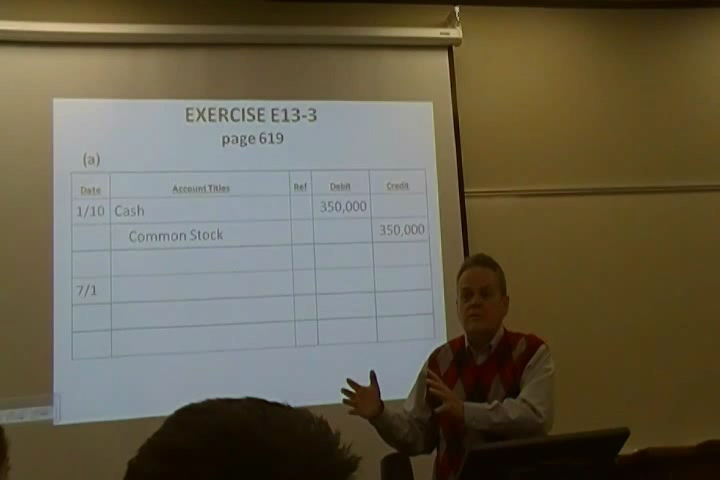 EXERCISE E13-3
page 619
(a)
Date Account Titles Ref Debit Credit
1/10 Cash 350,000
Common Stock 350,000
7/1